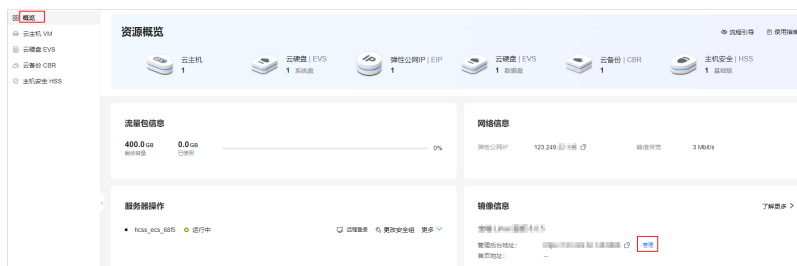 概览
云主机 VM
云硬盘 EVS
云备份 CBR
主机安全 HSS
资源概览
流程引导 使用指南
云主机
1
云硬盘 | EVS
1 系统盘
弹性公网IP | EIP
1
云硬盘 | EVS
1 数据盘
云备份 | CBR
1
主机安全 | HSS
1 基础版
流量包信息
400.0 GB
剩余容量
0.0 GB
已使用
0%
网络信息
弹性公网IP 123.249. 峰值带宽 3 Mbit/s
服务器操作
hcss_ecs_68f5 运行中 远程登录 更改安全组 更多
镜像信息 了解更多 >
管理后台地址： 管理
首页地址： --